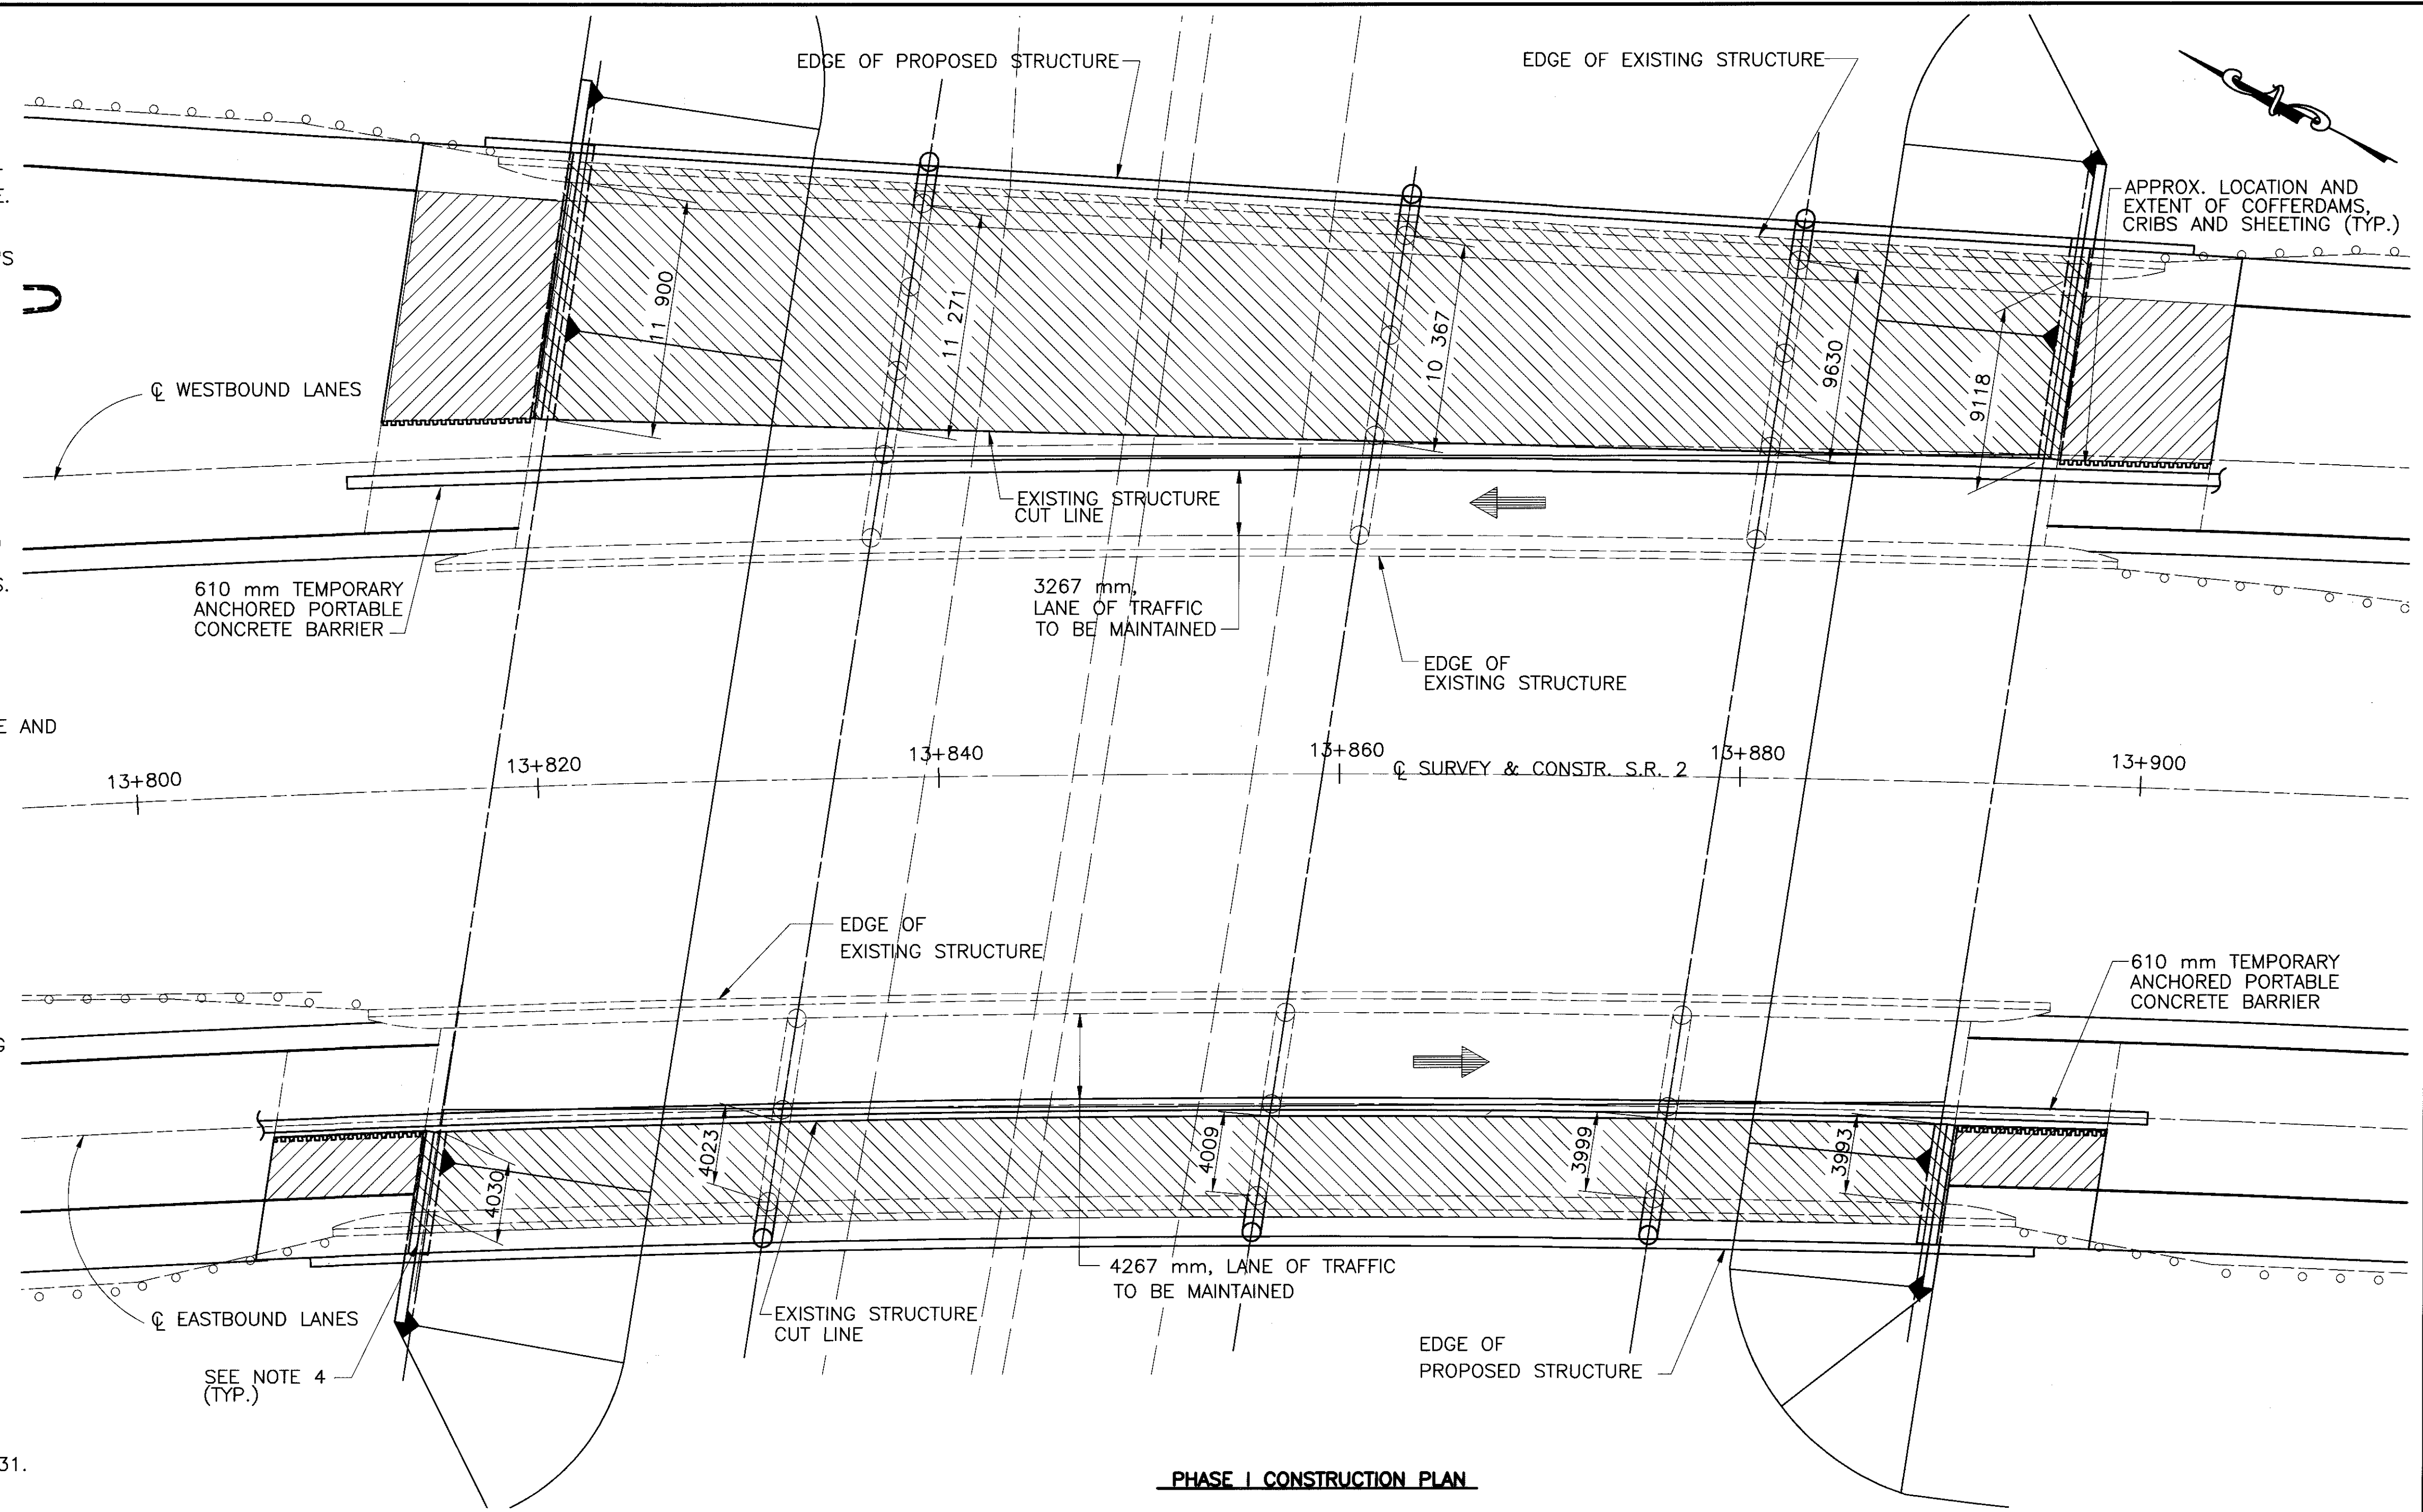 EDGE OF PROPOSED STRUCTURE
EDGE OF EXISTING STRUCTURE
APPROX. LOCATION AND
EXTENT OF COFFERDAMS,
CRIBS AND SHEETING (TYP.)
E.
'S
11 900
11 271
10 367
9630
9118
℄ WESTBOUND LANES
EXISTING STRUCTURE
CUT LINE
S.
610 mm TEMPORARY
ANCHORED PORTABLE
CONCRETE BARRIER
3267 mm,
LANE OF TRAFFIC
TO BE MAINTAINED
EDGE OF
EXISTING STRUCTURE
E AND
13+800
13+820
13+840
13+860
℄ SURVEY & CONSTR. S.R. 2
13+880
13+900
EDGE OF
EXISTING STRUCTURE
610 mm TEMPORARY
ANCHORED PORTABLE
CONCRETE BARRIER
G
4030
4023
4009
3999
3993
4267 mm, LANE OF TRAFFIC
TO BE MAINTAINED
℄ EASTBOUND LANES
EXISTING STRUCTURE
CUT LINE
EDGE OF
PROPOSED STRUCTURE
SEE NOTE 4
(TYP.)
31.
PHASE I CONSTRUCTION PLAN